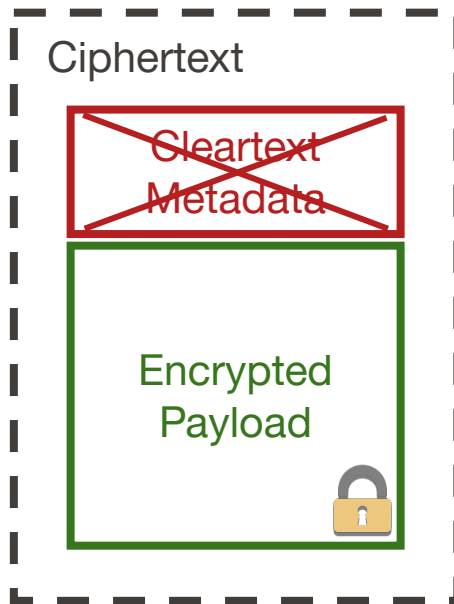 Ciphertext
Cleartext
Metadata
Encrypted
Payload